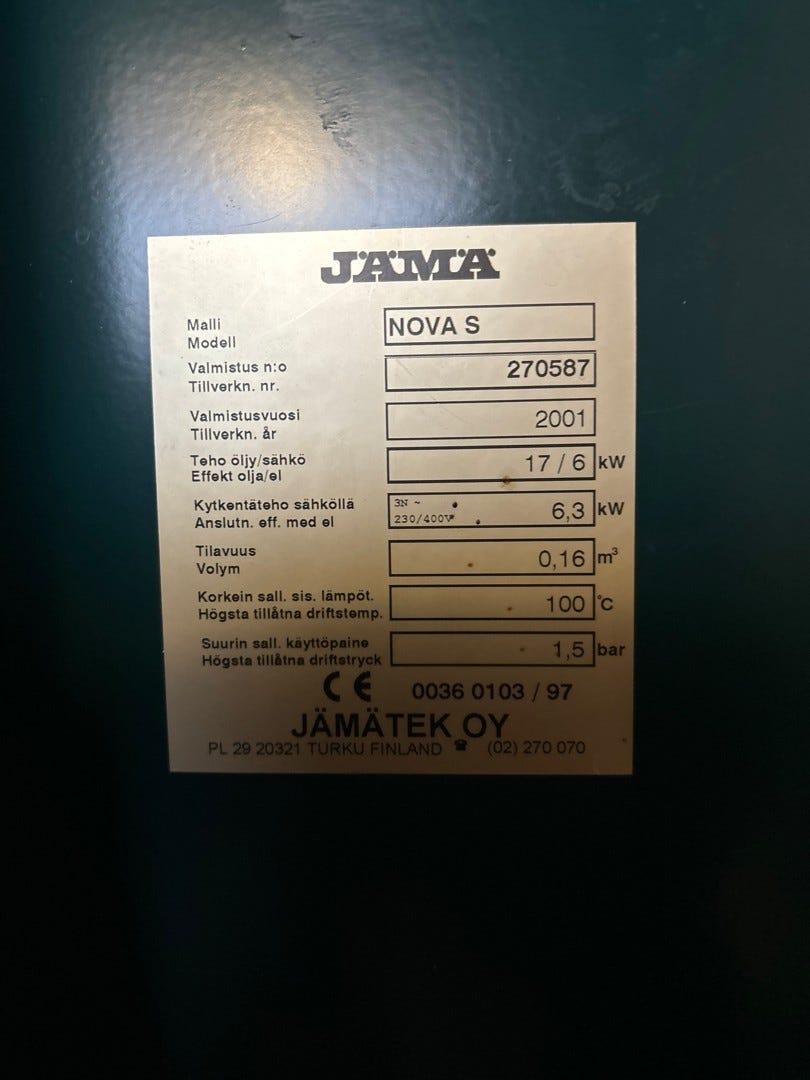 JÄMÄ
Malli
Modell
NOVA S
Valmistus n:o
Tillverkn. nr.
270587
Valmistusvuosi
Tillverkn. år
2001
Teho öljy/sähkö
Effekt olja/el
17 / 6 kW
Kytkentäteho sähköllä
Anslutn. eff. med el
3N ~
230/400V
6,3 kW
Tilavuus
Volym
0,16 m³
Korkein sall. sis. lämpöt.
Högsta tillåtna driftstemp.
100 °C
Suurin sall. käyttöpaine
Högsta tillåtna driftstryck
1,5 bar
CE 0036 0103 / 97
JÄMÄTEK OY
PL 29 20321 TURKU FINLAND ☎ (02) 270 070